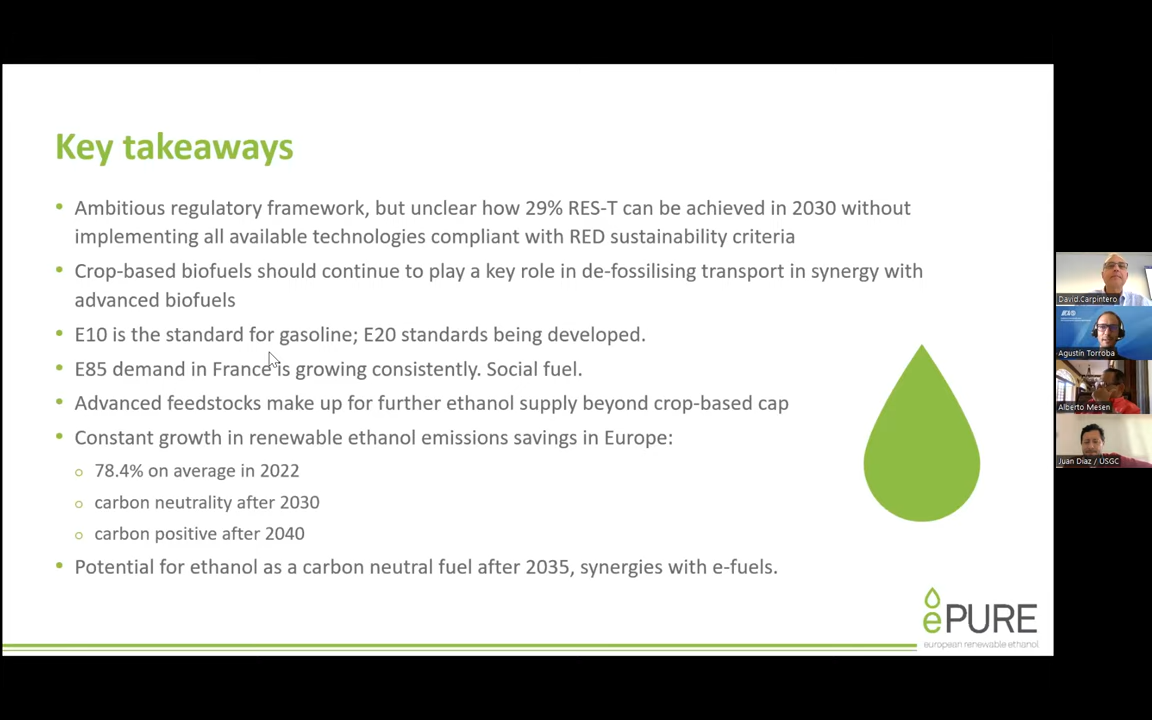 Key takeaways
• Ambitious regulatory framework, but unclear how 29% RES-T can be achieved in 2030 without
implementing all available technologies compliant with RED sustainability criteria
• Crop-based biofuels should continue to play a key role in de-fossilising transport in synergy with
advanced biofuels
• E10 is the standard for gasoline; E20 standards being developed.
• E85 demand in France is growing consistently. Social fuel.
• Advanced feedstocks make up for further ethanol supply beyond crop-based cap
• Constant growth in renewable ethanol emissions savings in Europe:
○ 78.4% on average in 2022
○ carbon neutrality after 2030
○ carbon positive after 2040
• Potential for ethanol as a carbon neutral fuel after 2035, synergies with e-fuels.
ePURE
european renewable ethanol
David.Carpintero
Agustín Torroba
Alberto Mesen
Juan Diaz / USGC